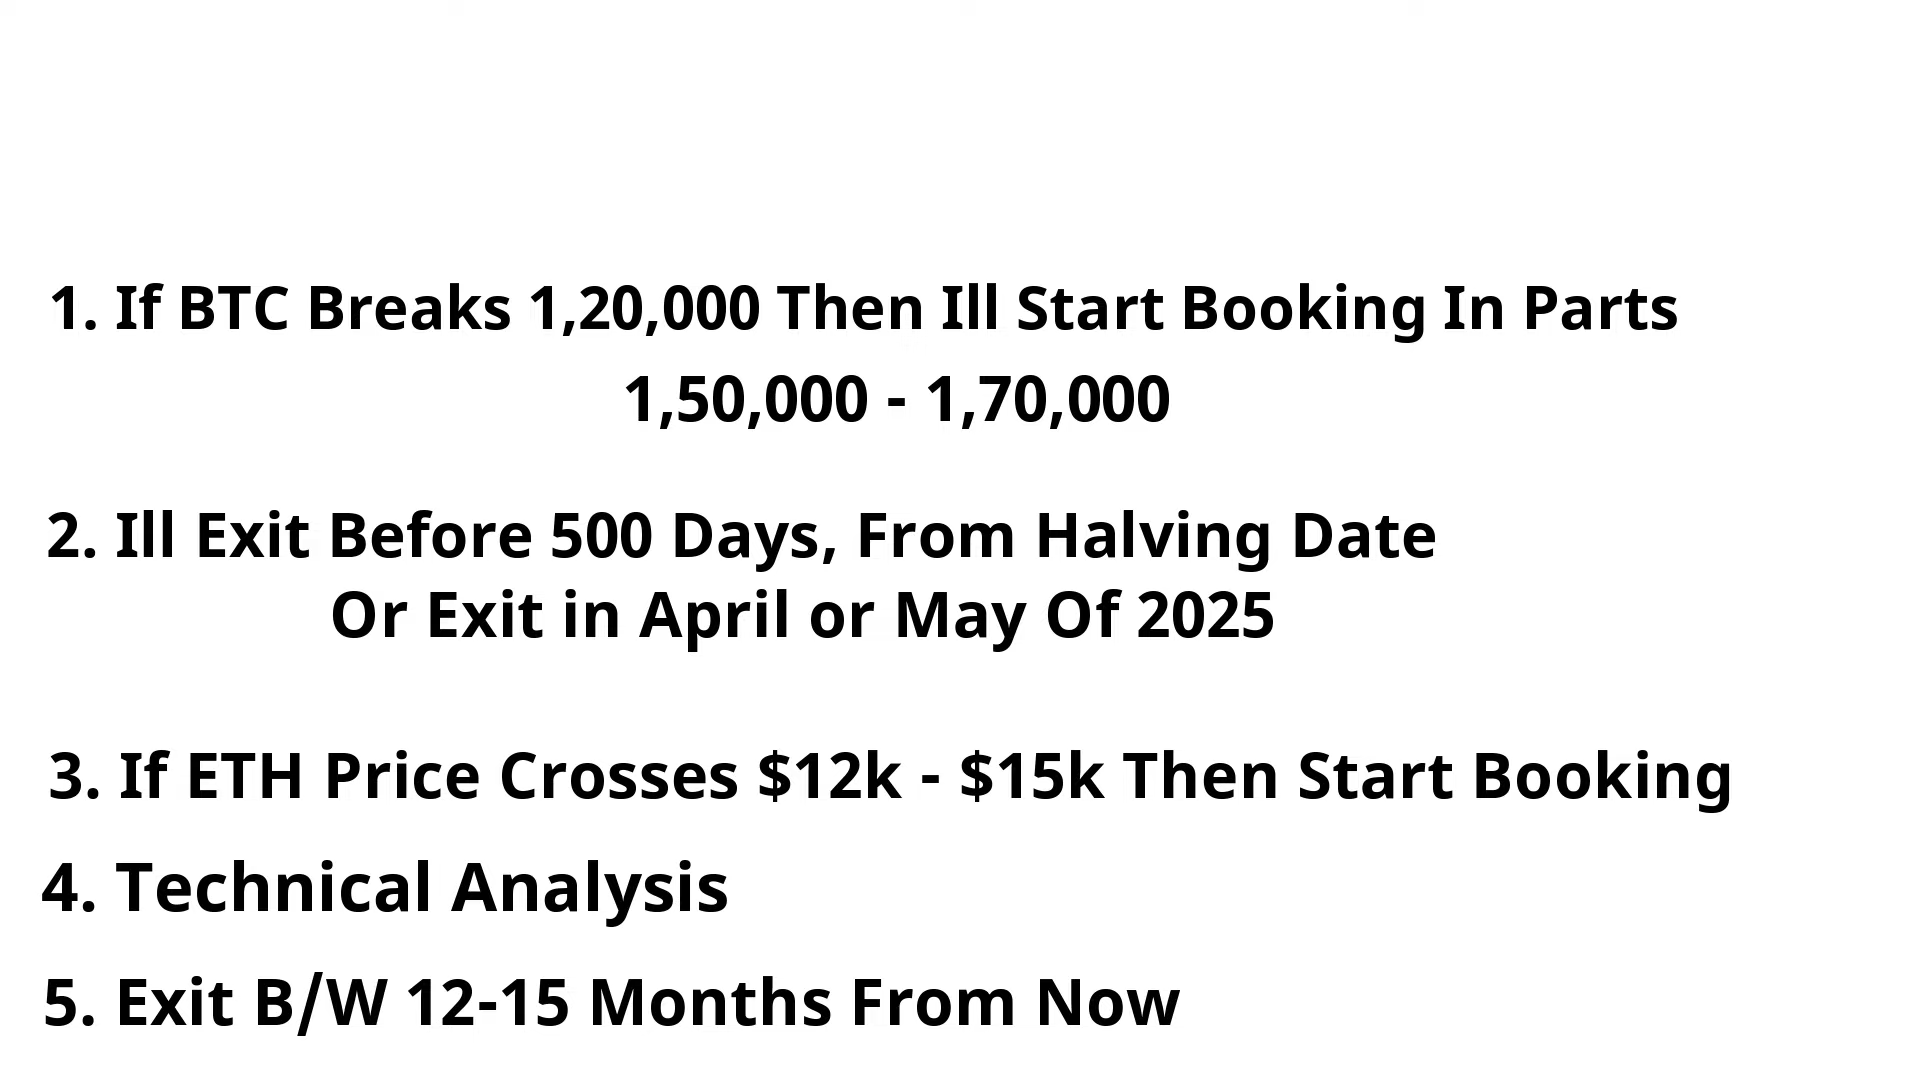 1. If BTC Breaks 1,20,000 Then Ill Start Booking In Parts
1,50,000 - 1,70,000
2. Ill Exit Before 500 Days, From Halving Date
Or Exit in April or May Of 2025
3. If ETH Price Crosses $12k - $15k Then Start Booking
4. Technical Analysis
5. Exit B/W 12-15 Months From Now